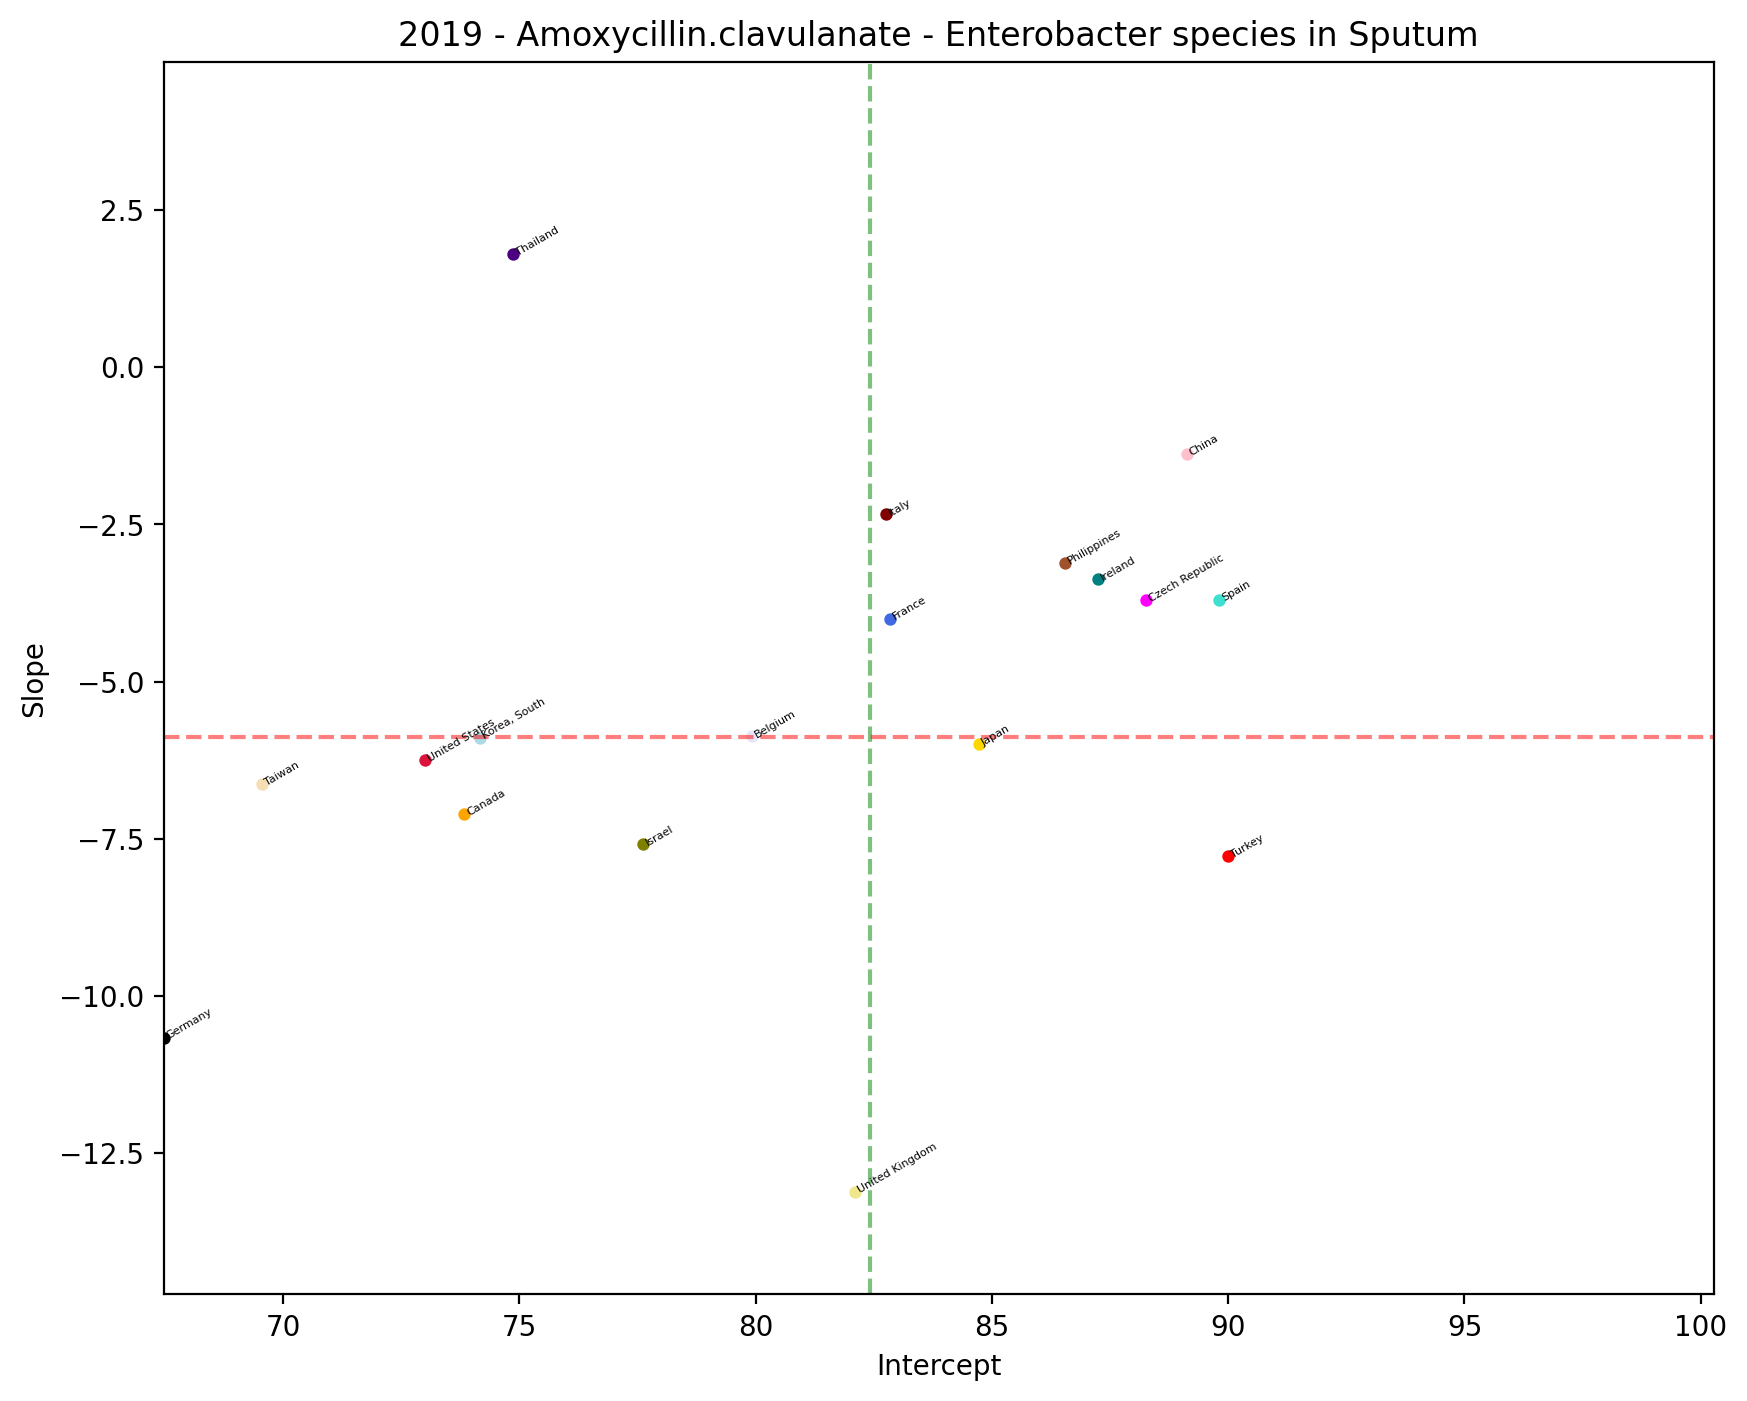 2019 - Amoxycillin.clavulanate - Enterobacter species in Sputum
2.5
Thailand
0.0
China
−2.5
Italy
Philippines
Ireland
Czech Republic
Spain
France
−5.0
Slope
Korea, South
United States
Belgium
Japan
Taiwan
Canada
−7.5
Israel
Turkey
−10.0
Germany
−12.5
United Kingdom
70 75 80 85 90 95 100
Intercept